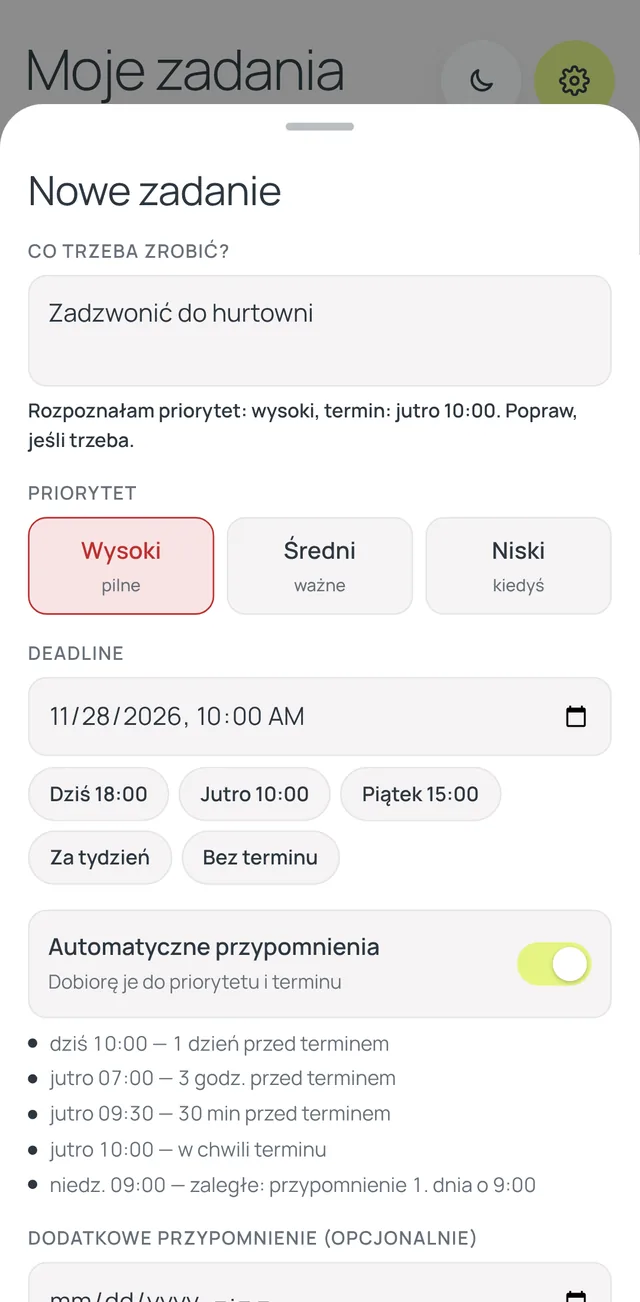 Moje zadania
Nowe zadanie
CO TRZEBA ZROBIĆ?
Zadzwonić do hurtowni
Rozpoznałam priorytet: wysoki, termin: jutro 10:00. Popraw,
jeśli trzeba.
PRIORYTET
Wysoki Średni Niski
pilne ważne kiedyś
DEADLINE
11/28/2026, 10:00 AM
Dziś 18:00 Jutro 10:00 Piątek 15:00
Za tydzień Bez terminu
Automatyczne przypomnienia
Dobiorę je do priorytetu i terminu
dziś 10:00 — 1 dzień przed terminem
jutro 07:00 — 3 godz. przed terminem
jutro 09:30 — 30 min przed terminem
jutro 10:00 — w chwili terminu
niedz. 09:00 — zaległe: przypomnienie 1. dnia o 9:00
DODATKOWE PRZYPOMNIENIE (OPCJONALNIE)
mm/dd/yyyy, --:-- --